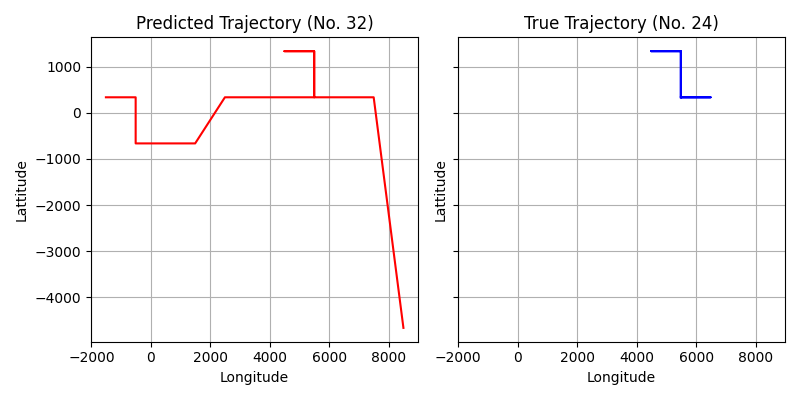 Predicted Trajectory (No. 32)
True Trajectory (No. 24)
1000
0
−1000
−2000
−3000
−4000
Lattitude
Lattitude
−2000 0 2000 4000 6000 8000
−2000 0 2000 4000 6000 8000
Longitude
Longitude